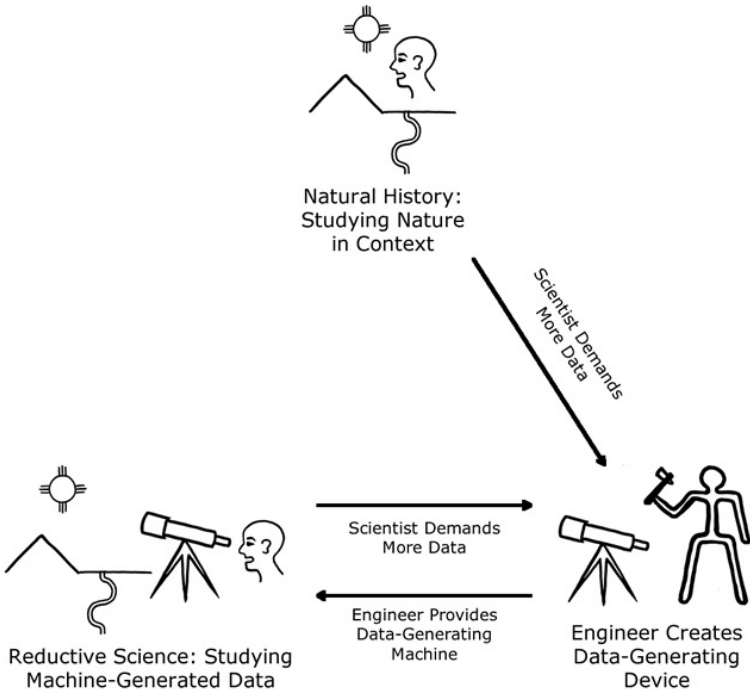 Natural History:
Studying Nature
in Context
Scientist Demands
More Data
Scientist Demands
More Data
Engineer Provides
Data-Generating
Machine
Reductive Science: Studying
Machine-Generated Data
Engineer Creates
Data-Generating
Device